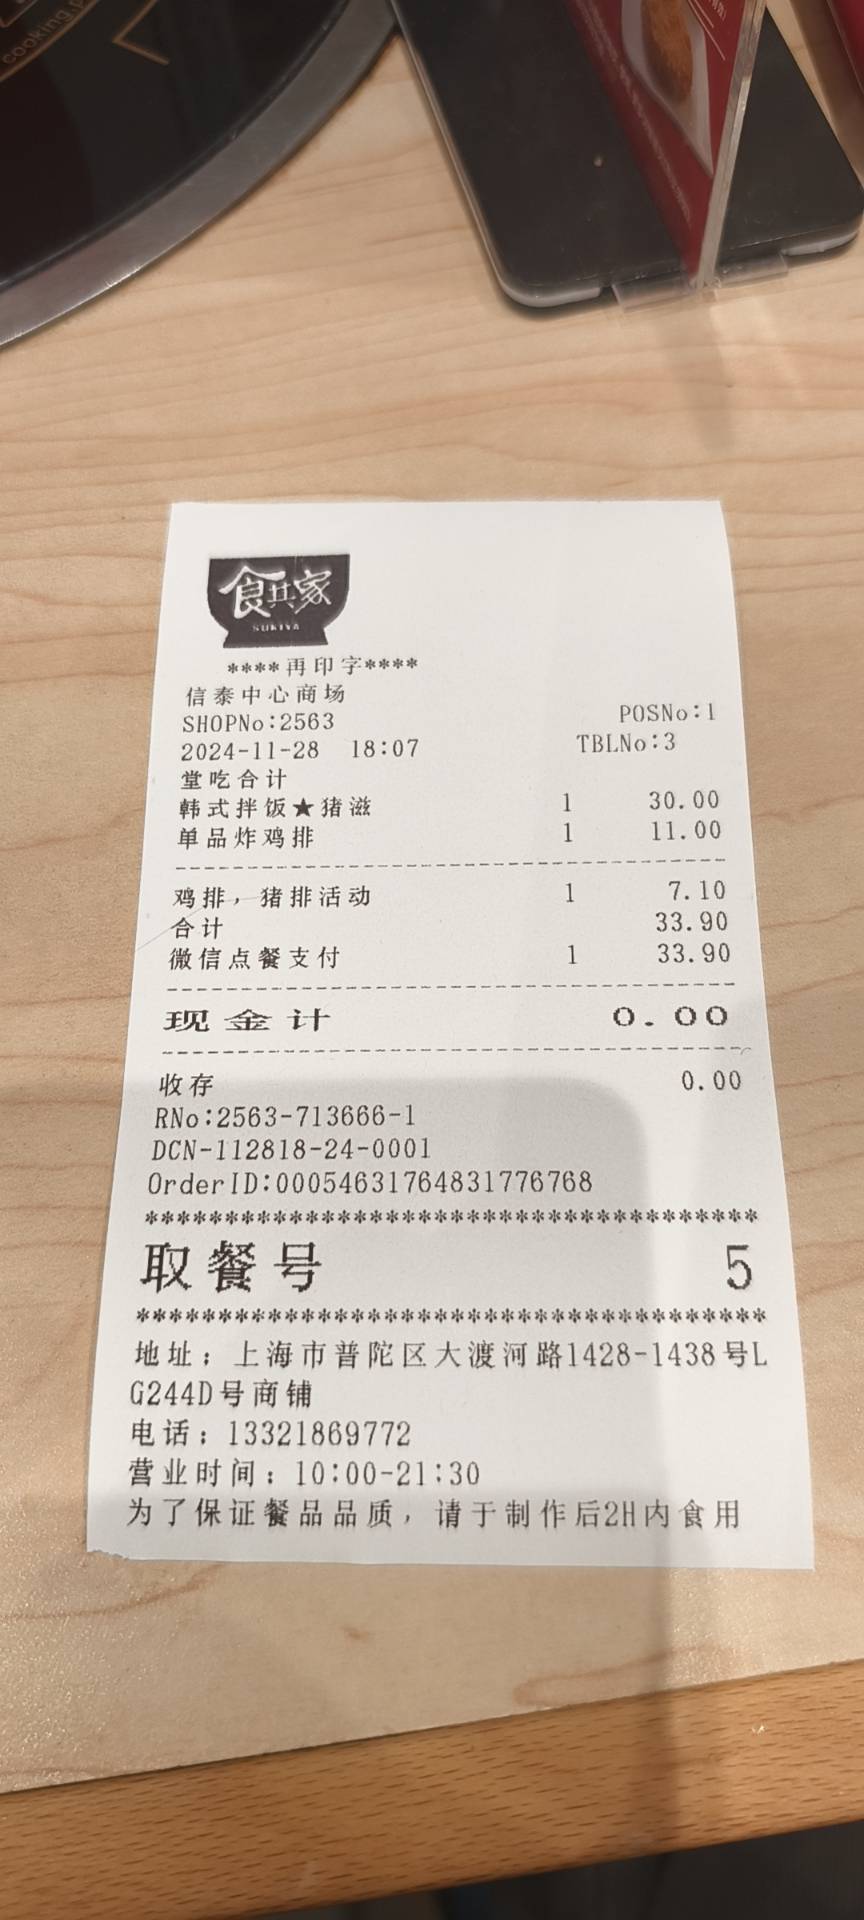 cooking.p
食其家
SUKIYA
****再印字****
信泰中心商场
SHOPNo:2563 POSNo:1
2024-11-28 18:07 TBLNo:3
堂吃合计
韩式拌饭★猪滋 1 30.00
单品炸鸡排 1 11.00
鸡排，猪排活动 1 7.10
合计 33.90
微信点餐支付 1 33.90
现金计 0.00
收存 0.00
RNo:2563-713666-1
DCN-112818-24-0001
OrderID:00054631764831776768
**************************************
取餐号 5
**************************************
地址：上海市普陀区大渡河路1428-1438号L
G244D号商铺
电话：13321869772
营业时间：10:00-21:30
为了保证餐品品质，请于制作后2H内食用